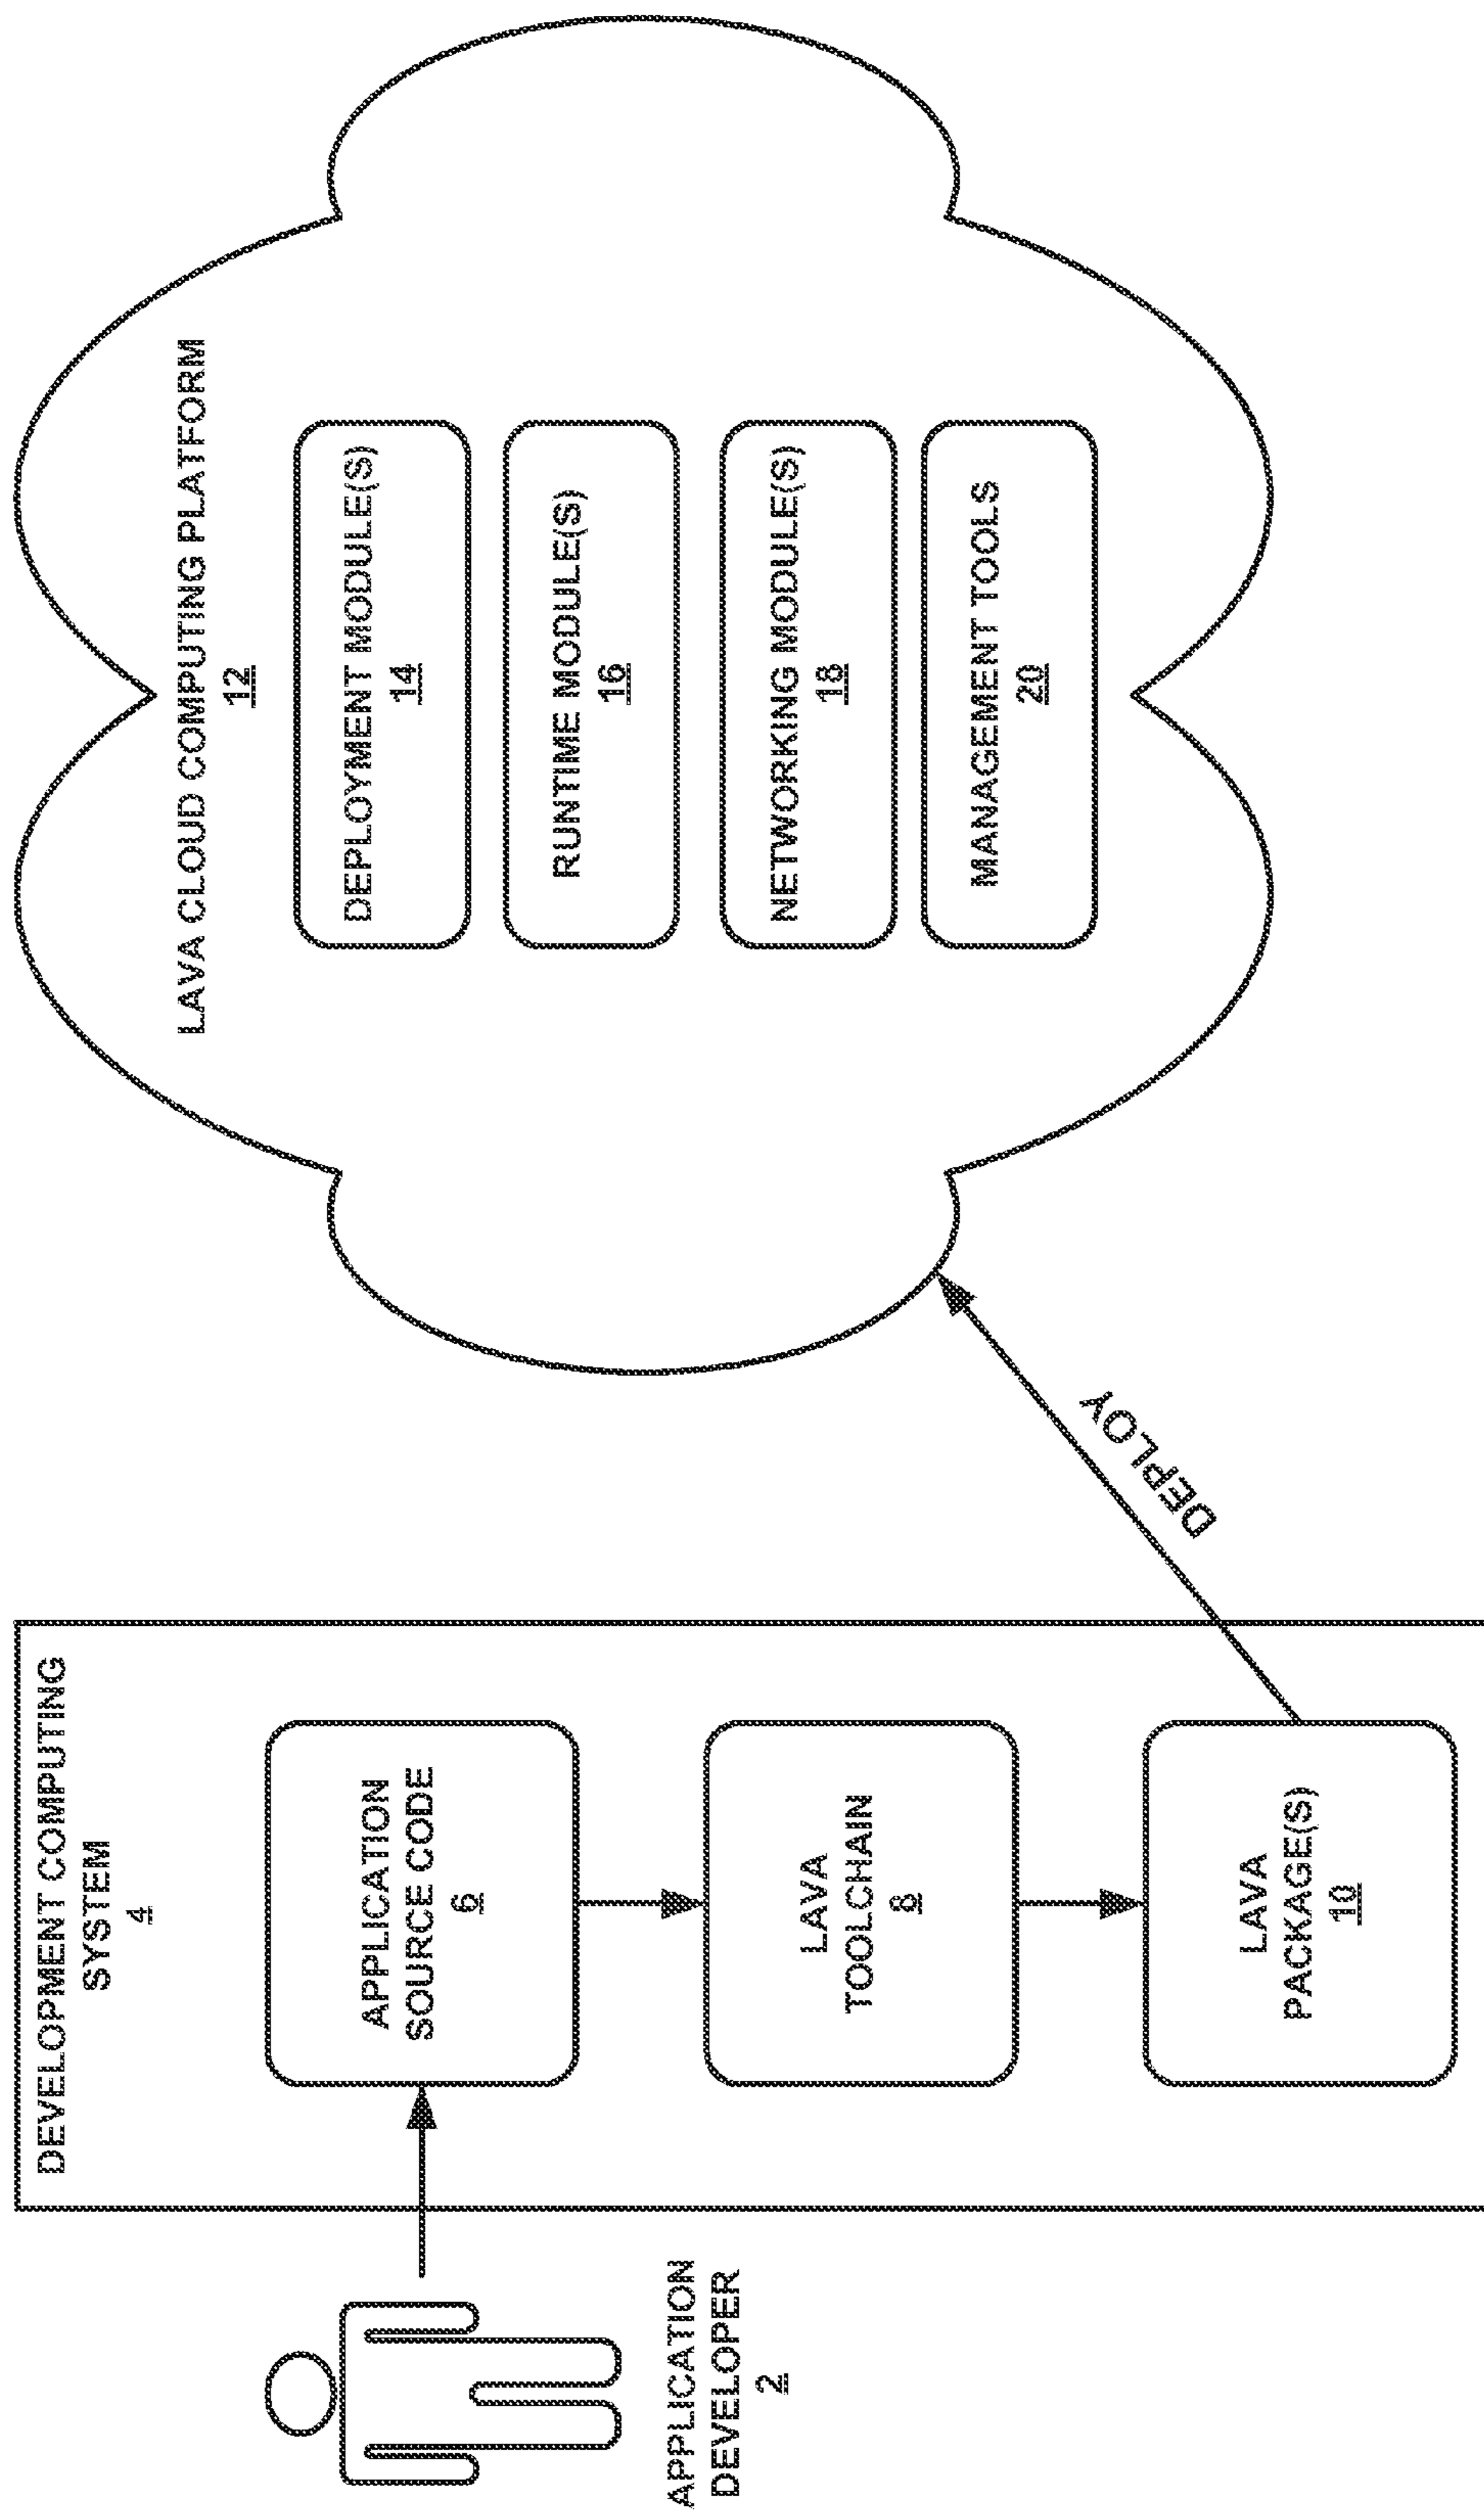 APPLICATION
DEVELOPER
2
DEVELOPMENT COMPUTING
SYSTEM
4
APPLICATION
SOURCE CODE
6
LAVA
TOOLCHAIN
8
LAVA
PACKAGE(S)
10
DEPLOY
LAVA CLOUD COMPUTING PLATFORM
12
DEPLOYMENT MODULE(S)
14
RUNTIME MODULE(S)
16
NETWORKING MODULE(S)
18
MANAGEMENT TOOLS
20